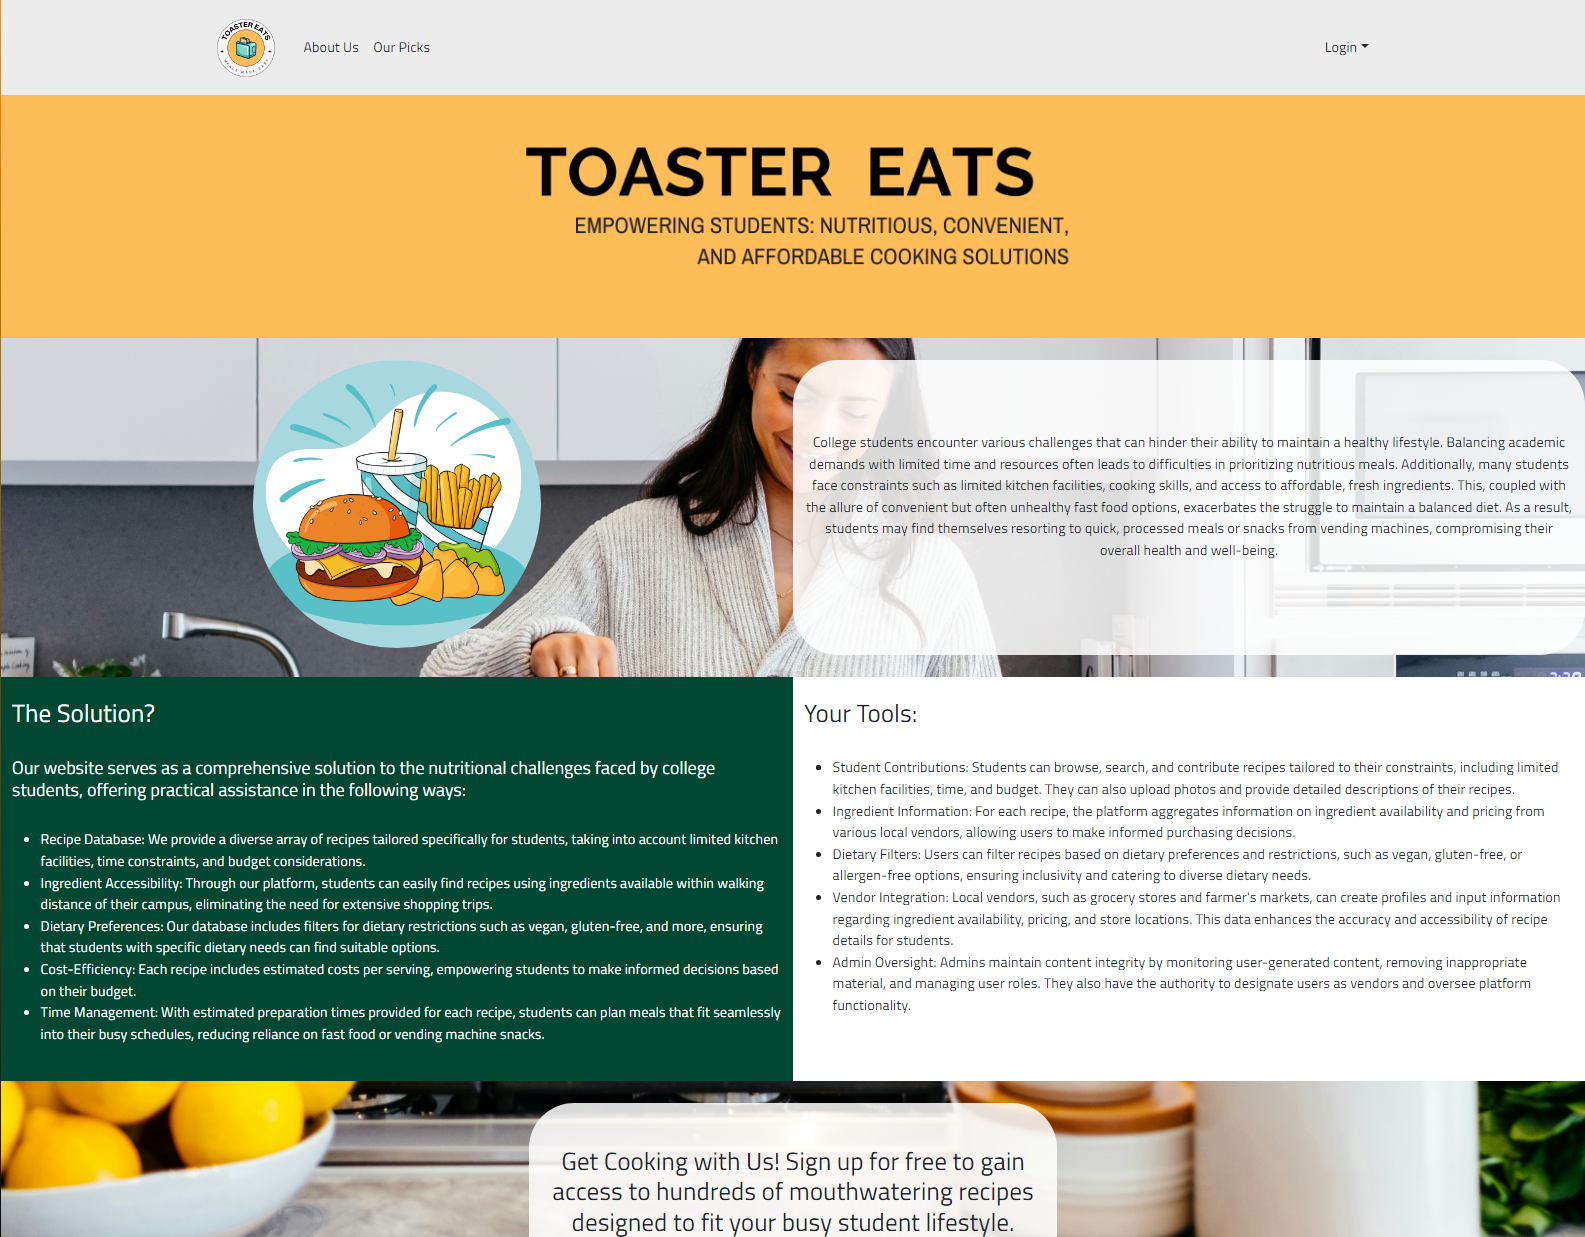 TOASTER EATS
MEALS MADE EASY
About Us Our Picks
Login
TOASTER EATS
EMPOWERING STUDENTS: NUTRITIOUS, CONVENIENT,
AND AFFORDABLE COOKING SOLUTIONS
College students encounter various challenges that can hinder their ability to maintain a healthy lifestyle. Balancing academic
demands with limited time and resources often leads to difficulties in prioritizing nutritious meals. Additionally, many students
face constraints such as limited kitchen facilities, cooking skills, and access to affordable, fresh ingredients. This, coupled with
the allure of convenient but often unhealthy fast food options, exacerbates the struggle to maintain a balanced diet. As a result,
students may find themselves resorting to quick, processed meals or snacks from vending machines, compromising their
overall health and well-being.
The Solution?
Our website serves as a comprehensive solution to the nutritional challenges faced by college
students, offering practical assistance in the following ways:
• Recipe Database: We provide a diverse array of recipes tailored specifically for students, taking into account limited kitchen
facilities, time constraints, and budget considerations.
• Ingredient Accessibility: Through our platform, students can easily find recipes using ingredients available within walking
distance of their campus, eliminating the need for extensive shopping trips.
• Dietary Preferences: Our database includes filters for dietary restrictions such as vegan, gluten-free, and more, ensuring
that students with specific dietary needs can find suitable options.
• Cost-Efficiency: Each recipe includes estimated costs per serving, empowering students to make informed decisions based
on their budget.
• Time Management: With estimated preparation times provided for each recipe, students can plan meals that fit seamlessly
into their busy schedules, reducing reliance on fast food or vending machine snacks.
Your Tools:
• Student Contributions: Students can browse, search, and contribute recipes tailored to their constraints, including limited
kitchen facilities, time, and budget. They can also upload photos and provide detailed descriptions of their recipes.
• Ingredient Information: For each recipe, the platform aggregates information on ingredient availability and pricing from
various local vendors, allowing users to make informed purchasing decisions.
• Dietary Filters: Users can filter recipes based on dietary preferences and restrictions, such as vegan, gluten-free, or
allergen-free options, ensuring inclusivity and catering to diverse dietary needs.
• Vendor Integration: Local vendors, such as grocery stores and farmer's markets, can create profiles and input information
regarding ingredient availability, pricing, and store locations. This data enhances the accuracy and accessibility of recipe
details for students.
• Admin Oversight: Admins maintain content integrity by monitoring user-generated content, removing inappropriate
material, and managing user roles. They also have the authority to designate users as vendors and oversee platform
functionality.
Get Cooking with Us! Sign up for free to gain
access to hundreds of mouthwatering recipes
designed to fit your busy student lifestyle.